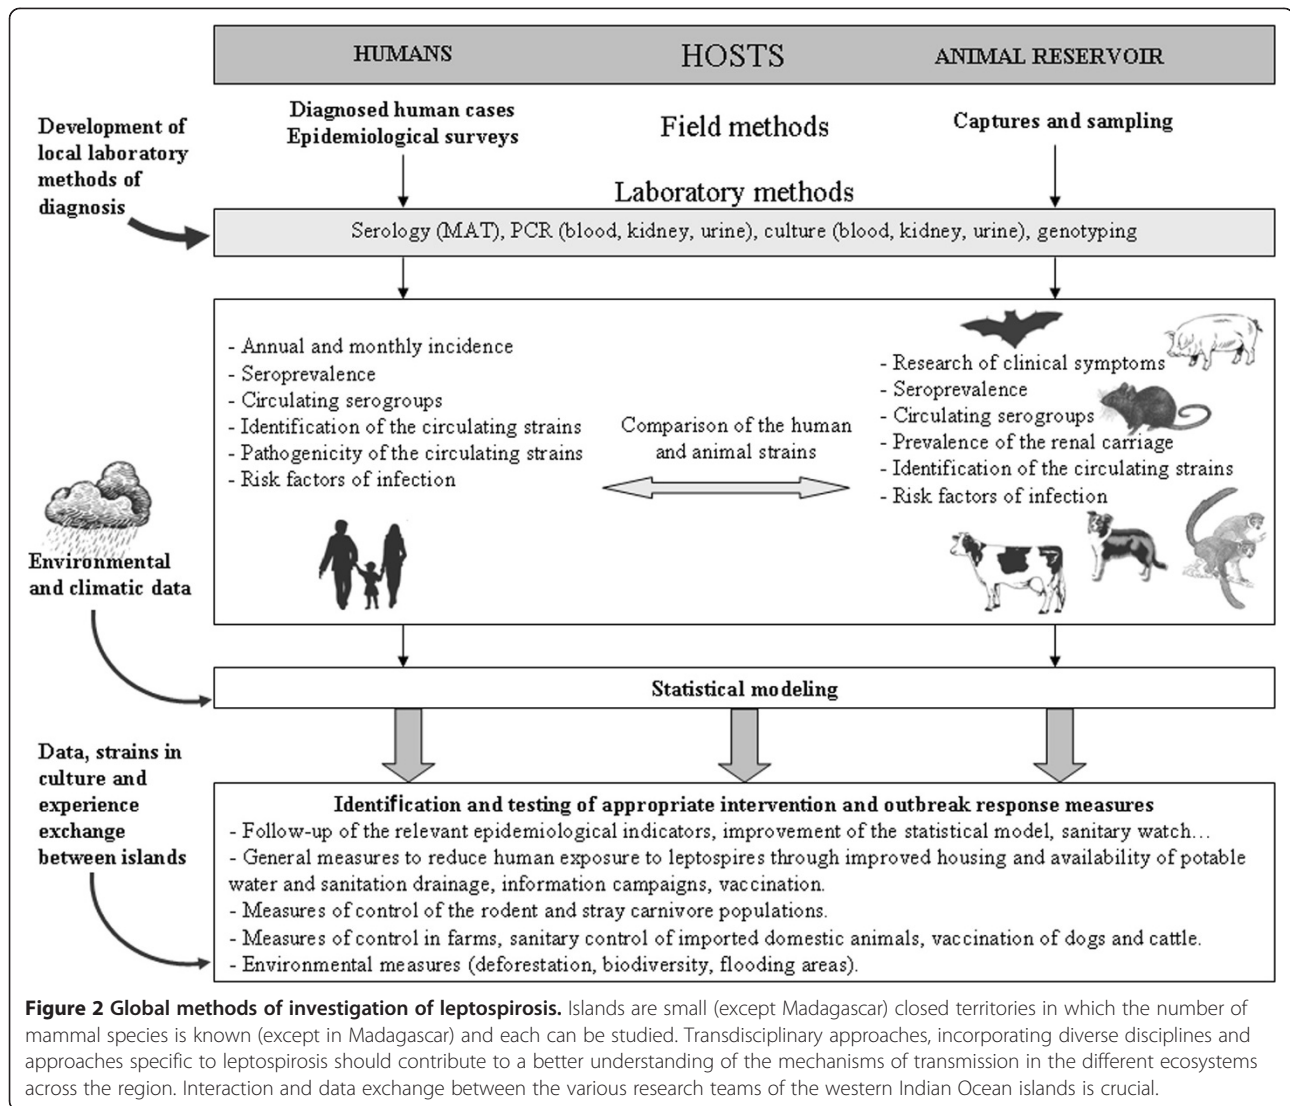 HUMANS HOSTS ANIMAL RESERVOIR
Diagnosed human cases
Epidemiological surveys
Field methods
Captures and sampling
Development of
local laboratory
methods of
diagnosis
Laboratory methods
Serology (MAT), PCR (blood, kidney, urine), culture (blood, kidney, urine), genotyping
- Annual and monthly incidence
- Seroprevalence
- Circulating serogroups
- Identification of the circulating strains
- Pathogenicity of the circulating strains
- Risk factors of infection
Comparison of the human
and animal strains
- Research of clinical symptoms
- Seroprevalence
- Circulating serogroups
- Prevalence of the renal carriage
- Identification of the circulating strains
- Risk factors of infection
Environmental
and climatic data
Statistical modeling
Data, strains in
culture and
experience
exchange
between islands
Identification and testing of appropriate intervention and outbreak response measures
- Follow-up of the relevant epidemiological indicators, improvement of the statistical model, sanitary watch…
- General measures to reduce human exposure to leptospires through improved housing and availability of potable
water and sanitation drainage, information campaigns, vaccination.
- Measures of control of the rodent and stray carnivore populations.
- Measures of control in farms, sanitary control of imported domestic animals, vaccination of dogs and cattle.
- Environmental measures (deforestation, biodiversity, flooding areas).
Figure 2 Global methods of investigation of leptospirosis. Islands are small (except Madagascar) closed territories in which the number of
mammal species is known (except in Madagascar) and each can be studied. Transdisciplinary approaches, incorporating diverse disciplines and
approaches specific to leptospirosis should contribute to a better understanding of the mechanisms of transmission in the different ecosystems
across the region. Interaction and data exchange between the various research teams of the western Indian Ocean islands is crucial.